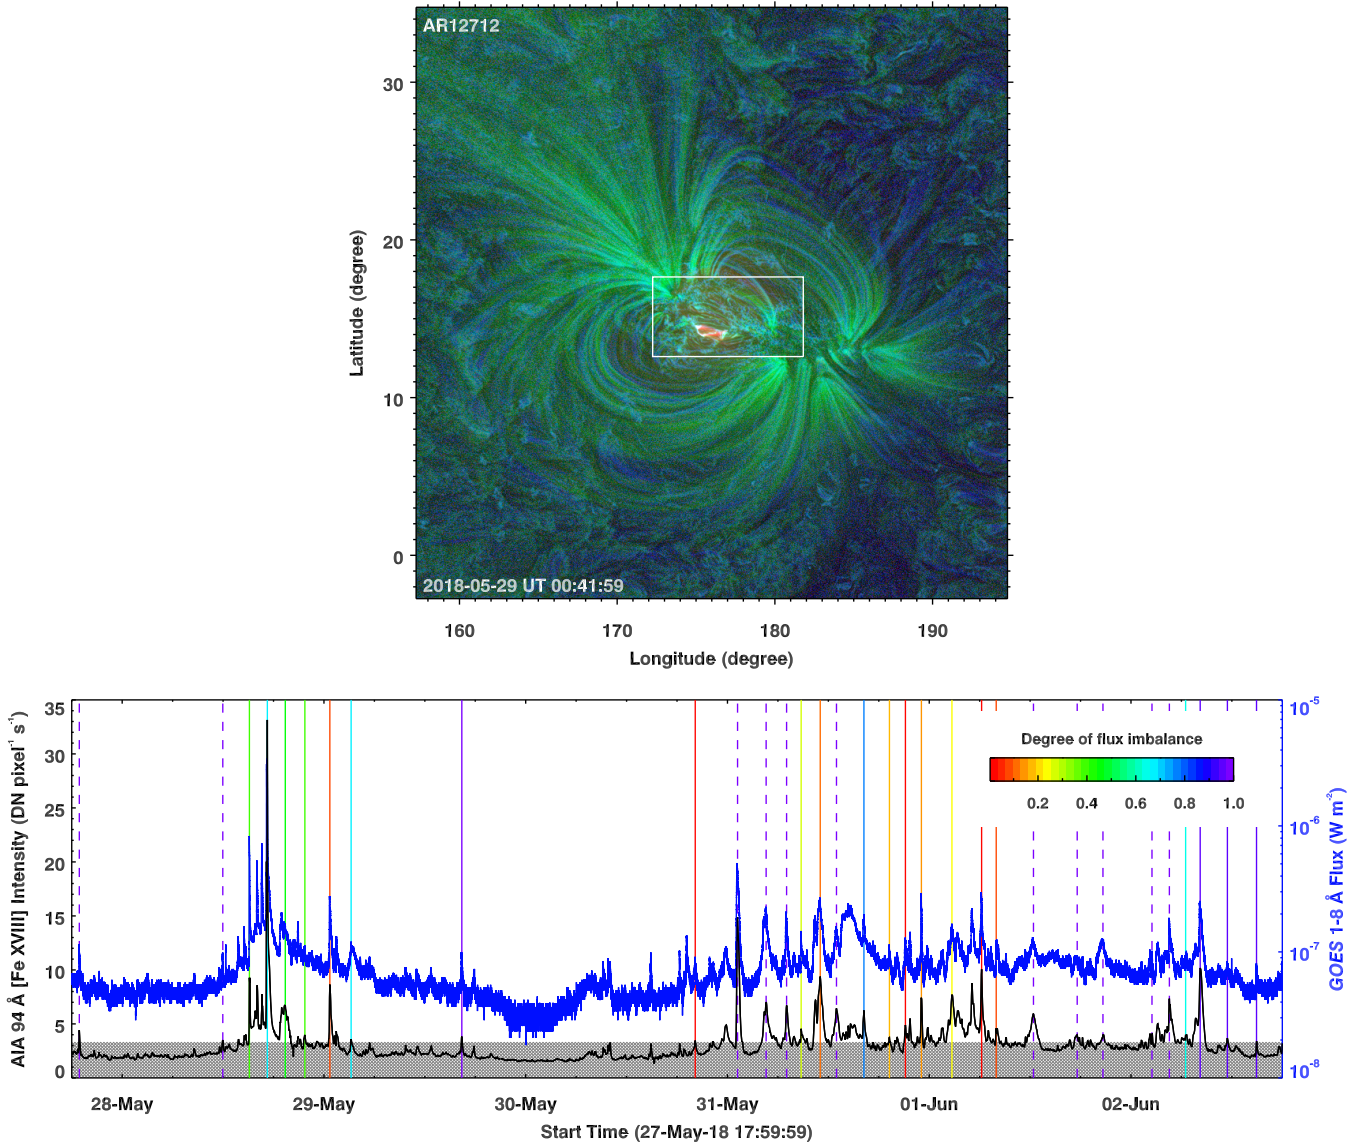 AR12712
30
20
10
0
Latitude (degree)
2018-05-29 UT 00:41:59
160 170 180 190
Longitude (degree)
35
30
25
20
15
10
5
0
AIA 94 Å [Fe XVIII] Intensity (DN pixel⁻¹ s⁻¹)
Degree of flux imbalance
0.2 0.4 0.6 0.8 1.0
10⁻⁵
10⁻⁶
10⁻⁷
10⁻⁸
GOES 1-8 Å Flux (W m⁻²)
28-May 29-May 30-May 31-May 01-Jun 02-Jun
Start Time (27-May-18 17:59:59)